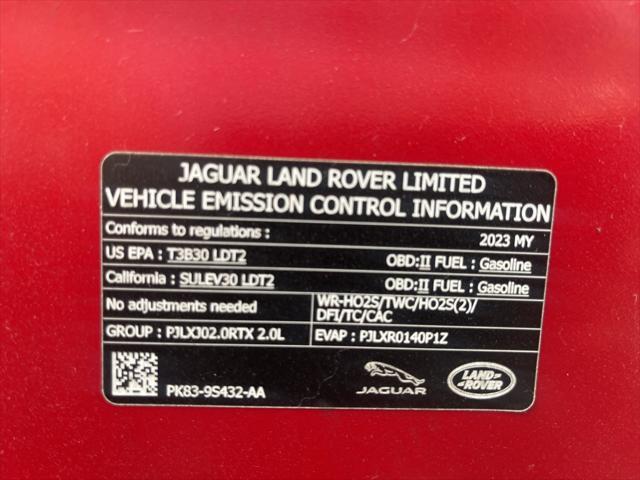 JAGUAR LAND ROVER LIMITED
VEHICLE EMISSION CONTROL INFORMATION
Conforms to regulations : 2023 MY
US EPA : T3B30 LDT2 OBD:II FUEL : Gasoline
California : SULEV30 LDT2 OBD:II FUEL : Gasoline
No adjustments needed WR-HO2S/TWC/HO2S(2)/
DFI/TC/CAC
GROUP : PJLXJ02.0RTX 2.0L EVAP : PJLXR0140P1Z
PK83-9S432-AA JAGUAR LAND-ROVER